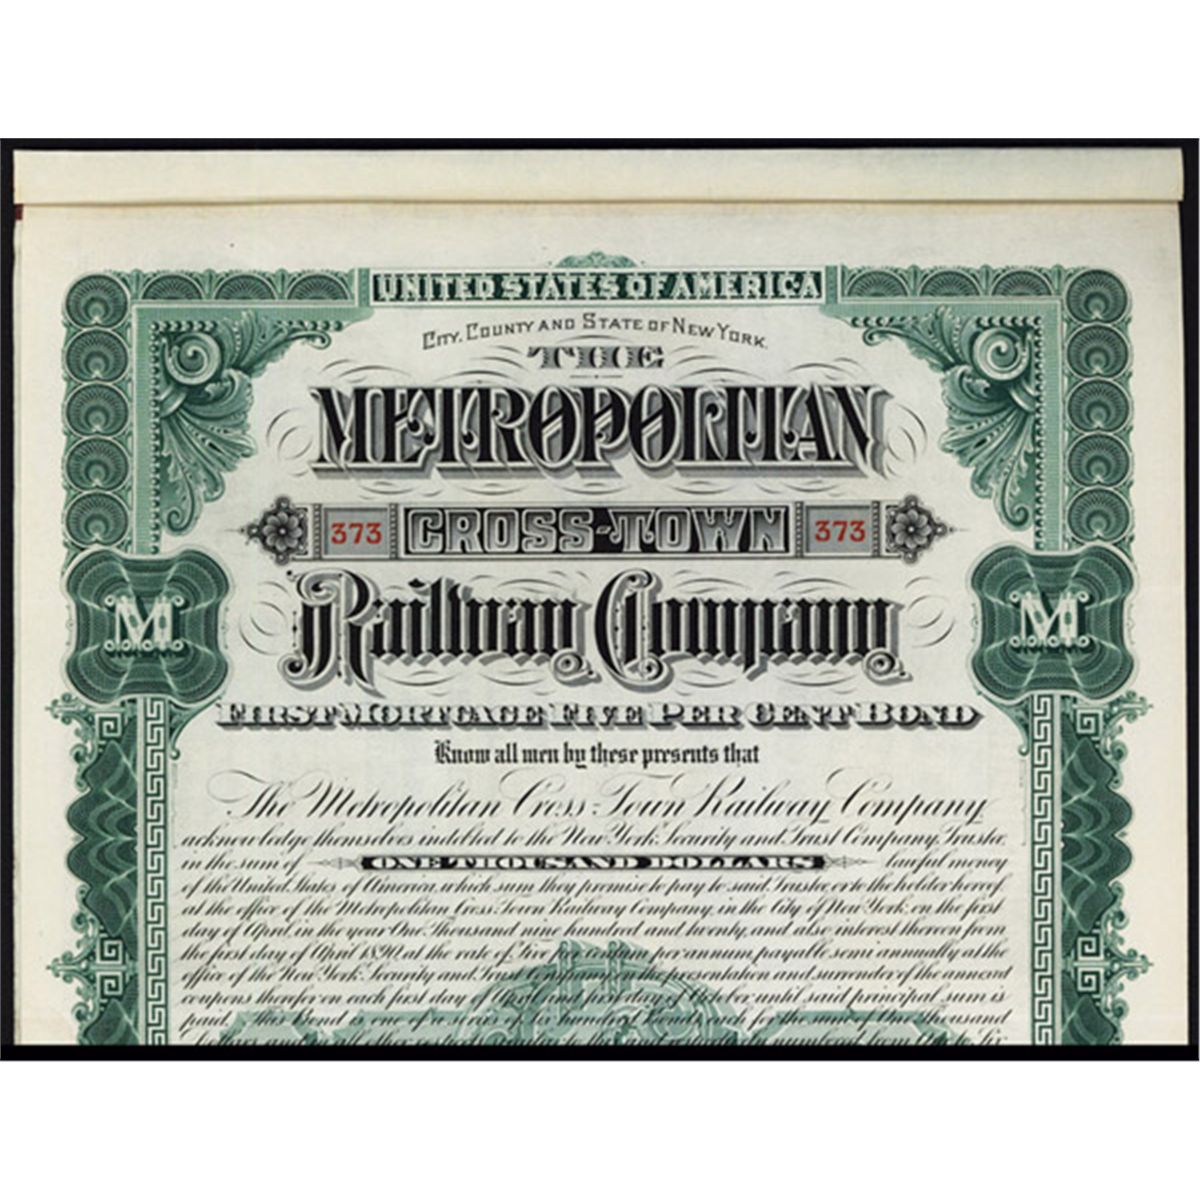 UNITED STATES OF AMERICA
CITY, COUNTY AND STATE OF NEW YORK.
THE
METROPOLITAN
373 CROSS-TOWN 373
Railway Company
M M
FIRST MORTGAGE FIVE PER CENT BOND
Know all men by these presents that
The Metropolitan Cross-Town Railway Company
acknowledge themselves indebted to the New York Security and Trust Company, Trustee
in the sum of ONE THOUSAND DOLLARS lawful money
of the United States of America, which sum they promise to pay to said Trustee or to the holder hereof
at the office of the Metropolitan Cross-Town Railway Company, in the City of New York, on the first
day of April, in the year One Thousand nine hundred and twenty, and also interest thereon from
the first day of April 1890, at the rate of Five per centum per annum, payable semi annually at the
office of the New York Security and Trust Company, on the presentation and surrender of the annexed
coupons therefor on each first day of April and first day of October, until said principal sum is
paid. This Bond is one of a series of Six hundred Bonds, each for the sum of One Thousand
Dollars and numbered from One to Six